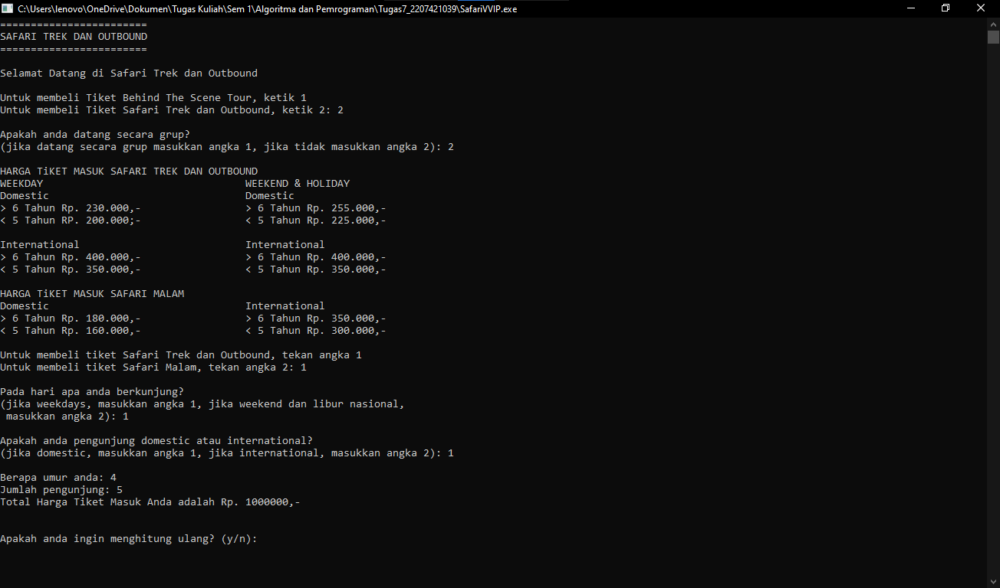 C:\Users\lenovo\OneDrive\Dokumen\Tugas Kuliah\Sem 1\Algoritma dan Pemrograman\Tugas7_2207421039\SafariVVIP.exe
========================
SAFARI TREK DAN OUTBOUND
========================
Selamat Datang di Safari Trek dan Outbound
Untuk membeli Tiket Behind The Scene Tour, ketik 1
Untuk membeli Tiket Safari Trek dan Outbound, ketik 2: 2
Apakah anda datang secara grup?
(jika datang secara grup masukkan angka 1, jika tidak masukkan angka 2): 2
HARGA TiKET MASUK SAFARI TREK DAN OUTBOUND
WEEKDAY WEEKEND & HOLIDAY
Domestic Domestic
> 6 Tahun Rp. 230.000,- > 6 Tahun Rp. 255.000,-
< 5 Tahun RP. 200.000;- < 5 Tahun Rp. 225.000,-
International International
> 6 Tahun Rp. 400.000,- > 6 Tahun Rp. 400.000,-
< 5 Tahun Rp. 350.000,- < 5 Tahun Rp. 350.000,-
HARGA TiKET MASUK SAFARI MALAM
Domestic International
> 6 Tahun Rp. 180.000,- > 6 Tahun Rp. 350.000,-
< 5 Tahun Rp. 160.000,- < 5 Tahun Rp. 300.000,-
Untuk membeli tiket Safari Trek dan Outbound, tekan angka 1
Untuk membeli tiket Safari Malam, tekan angka 2: 1
Pada hari apa anda berkunjung?
(jika weekdays, masukkan angka 1, jika weekend dan libur nasional,
masukkan angka 2): 1
Apakah anda pengunjung domestic atau international?
(jika domestic, masukkan angka 1, jika international, masukkan angka 2): 1
Berapa umur anda: 4
Jumlah pengunjung: 5
Total Harga Tiket Masuk Anda adalah Rp. 1000000,-
Apakah anda ingin menghitung ulang? (y/n):